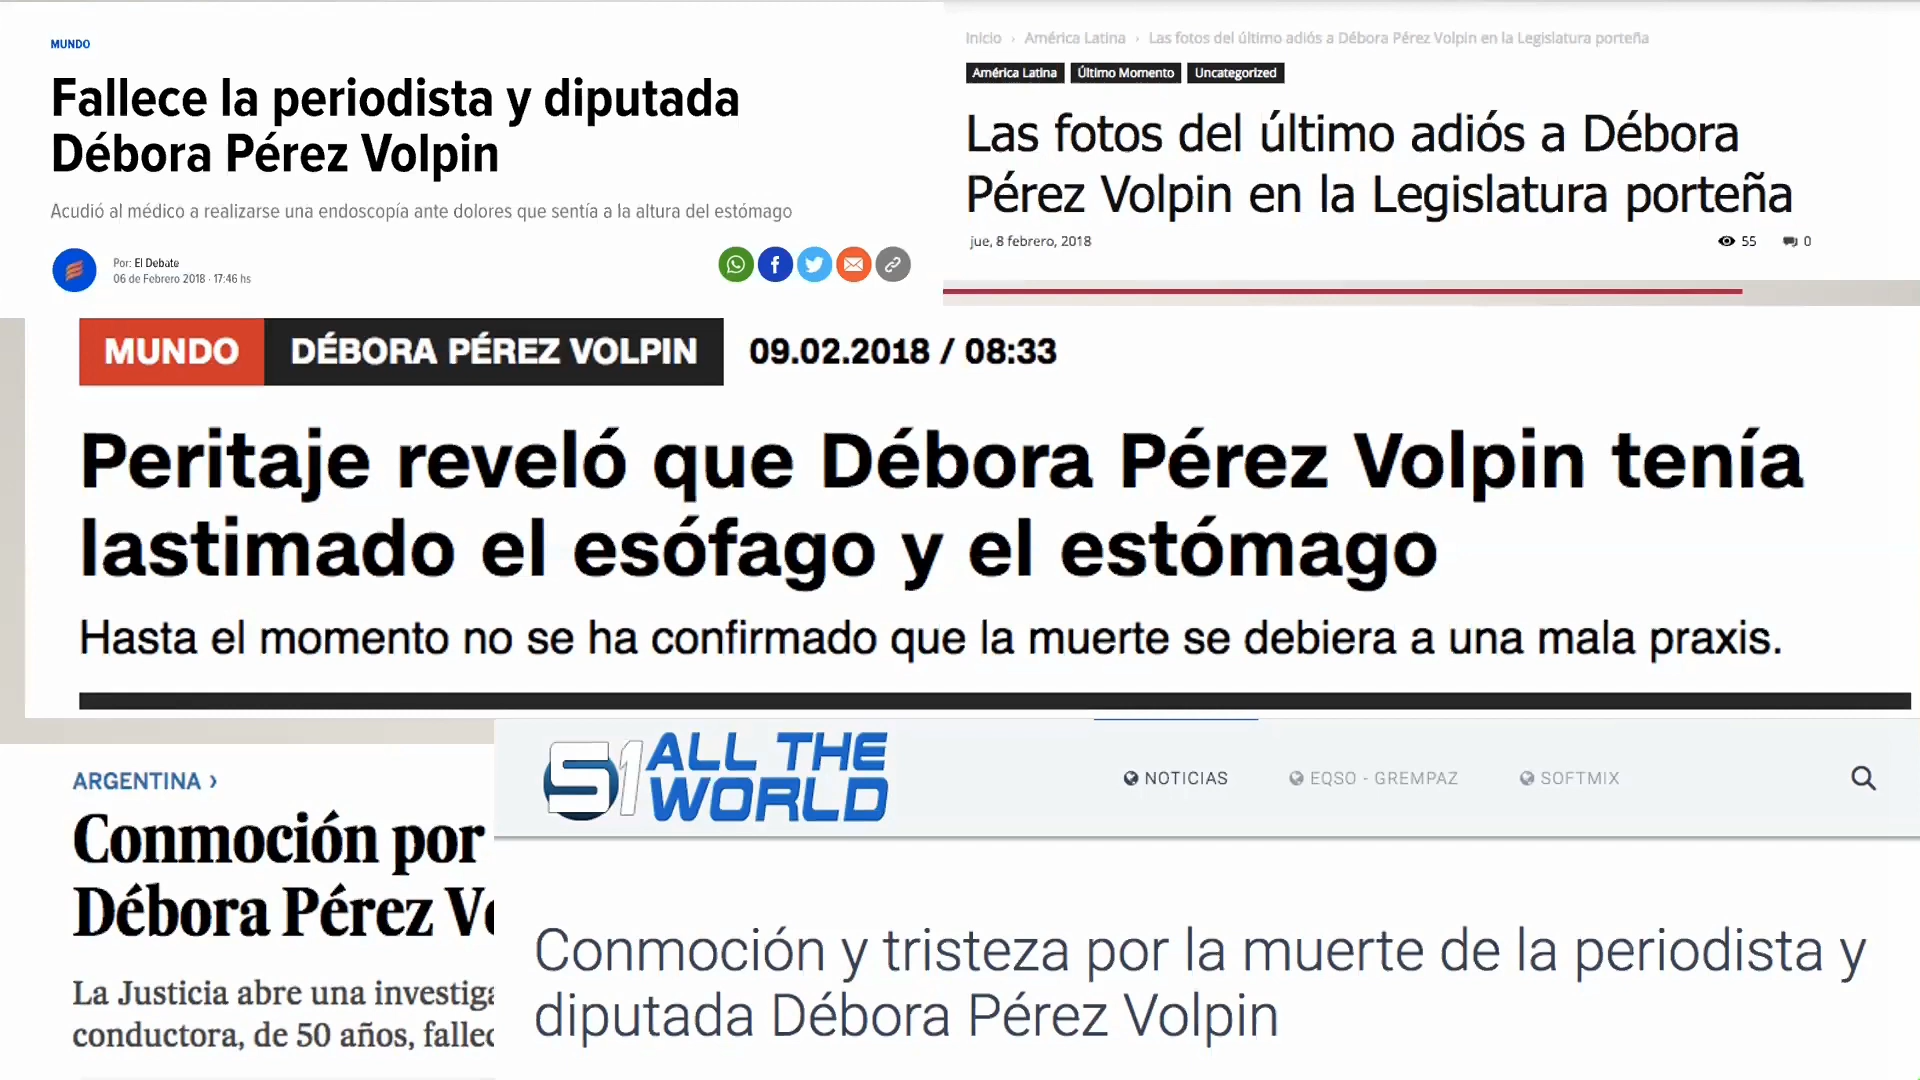 MUNDO
Fallece la periodista y diputada
Débora Pérez Volpin
Acudió al médico a realizarse una endoscopía ante dolores que sentía a la altura del estómago
Por: El Debate
06 de Febrero 2018 - 17:46 hs
Inicio › América Latina › Las fotos del último adiós a Débora Pérez Volpin en la Legislatura porteña
América Latina Último Momento Uncategorized
Las fotos del último adiós a Débora
Pérez Volpin en la Legislatura porteña
jue, 8 febrero, 2018 55 0
MUNDO DÉBORA PÉREZ VOLPIN 09.02.2018 / 08:33
Peritaje reveló que Débora Pérez Volpin tenía
lastimado el esófago y el estómago
Hasta el momento no se ha confirmado que la muerte se debiera a una mala praxis.
ARGENTINA ›
Conmoción por
Débora Pérez Vo
La Justicia abre una investiga
conductora, de 50 años, fallec
51 ALL THE
WORLD
NOTICIAS EQSO - GREMPAZ SOFTMIX
Conmoción y tristeza por la muerte de la periodista y
diputada Débora Pérez Volpin